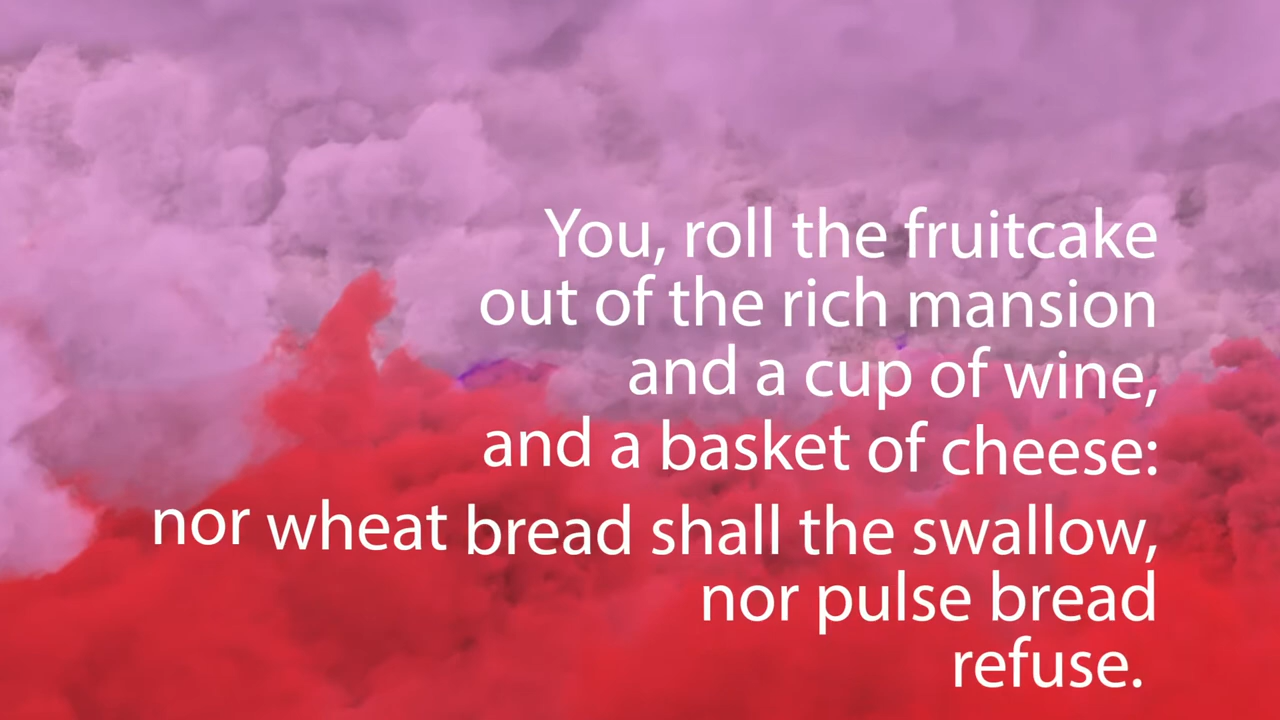 You, roll the fruitcake
out of the rich mansion
and a cup of wine,
and a basket of cheese:
nor wheat bread shall the swallow,
nor pulse bread
refuse.